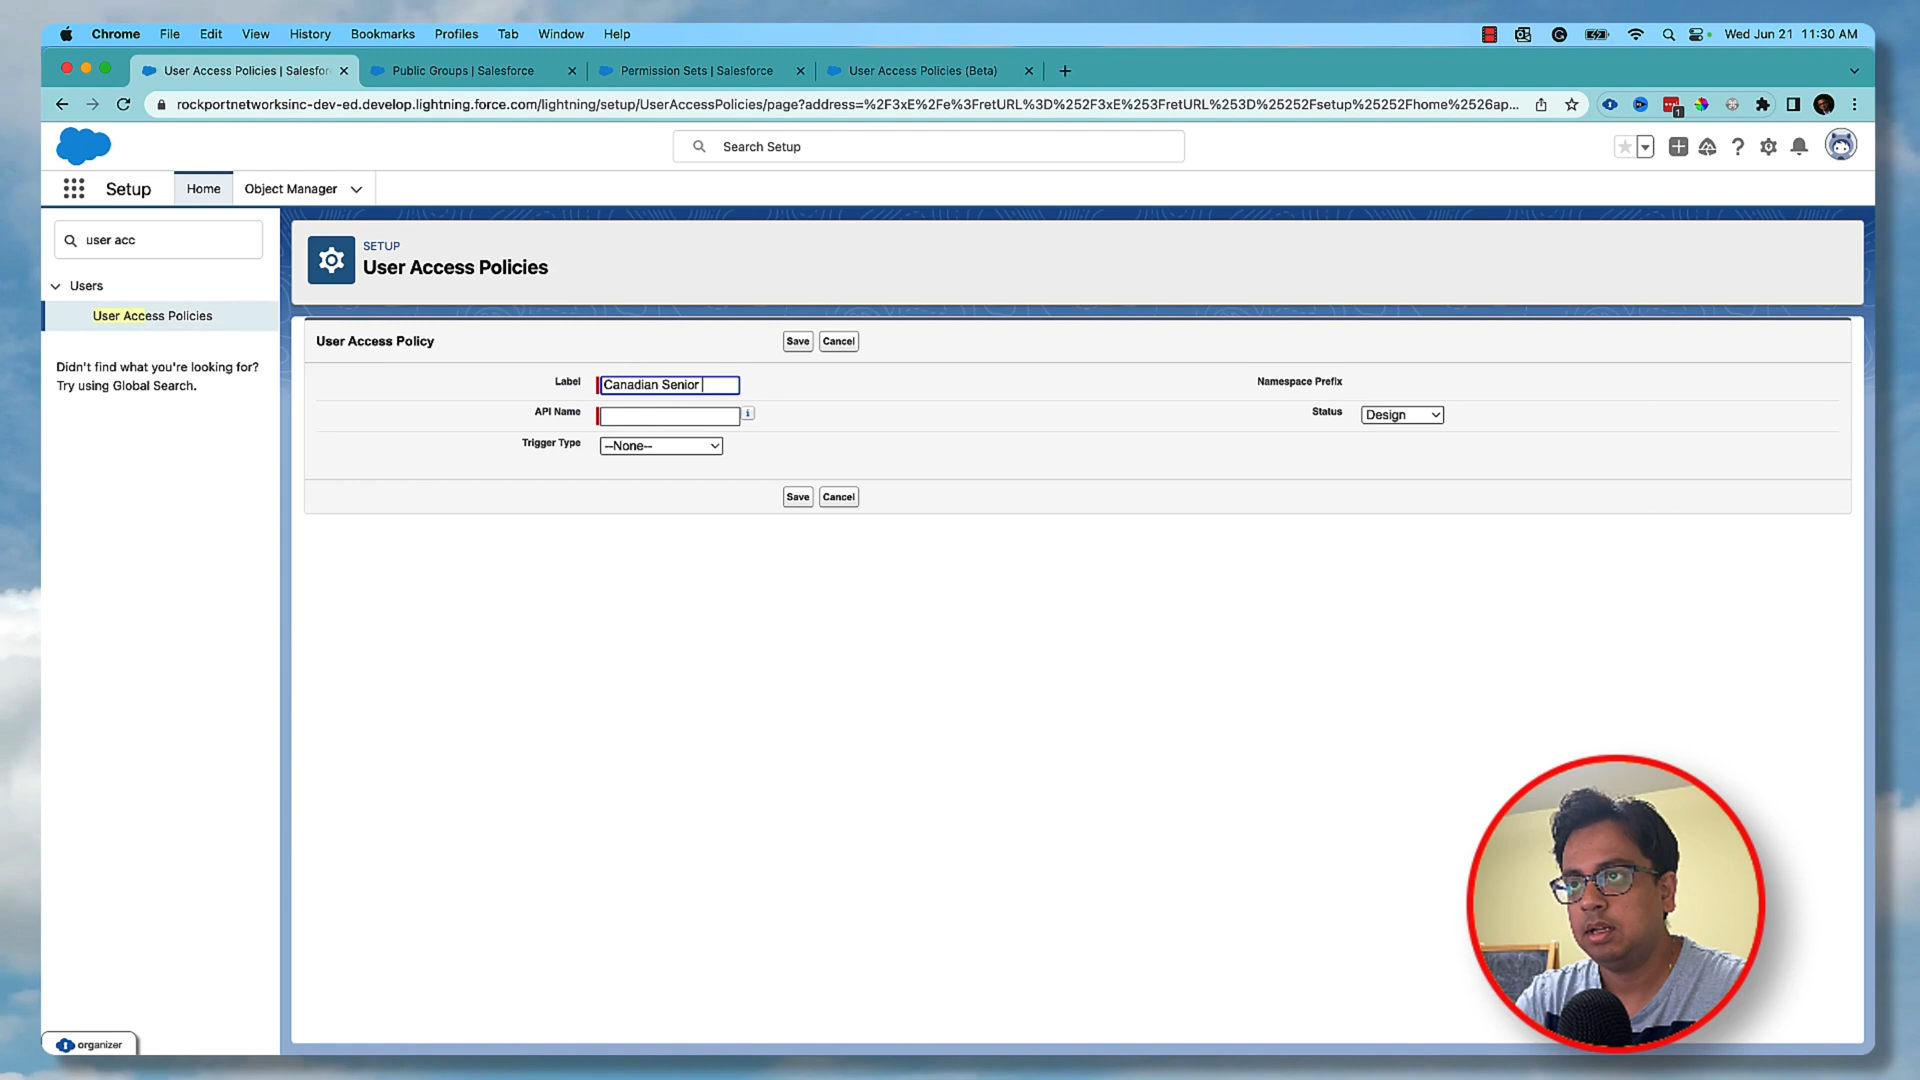 Chrome File Edit View History Bookmarks Profiles Tab Window Help Wed Jun 21 11:30 AM
User Access Policies | Salesfor Public Groups | Salesforce Permission Sets | Salesforce User Access Policies (Beta)
rockportnetworksinc-dev-ed.develop.lightning.force.com/lightning/setup/UserAccessPolicies/page?address=%2F3xE%2Fe%3FretURL%3D%252F3xE%253FretURL%253D%25252Fsetup%25252Fhome%2526ap... 1
Search Setup
Setup Home Object Manager
user acc
SETUP
User Access Policies
Users
User Access Policies
Didn't find what you're looking for?
Try using Global Search.
User Access Policy Save Cancel
Label Canadian Senior Namespace Prefix
API Name i Status Design
Trigger Type --None--
Save Cancel
organizer